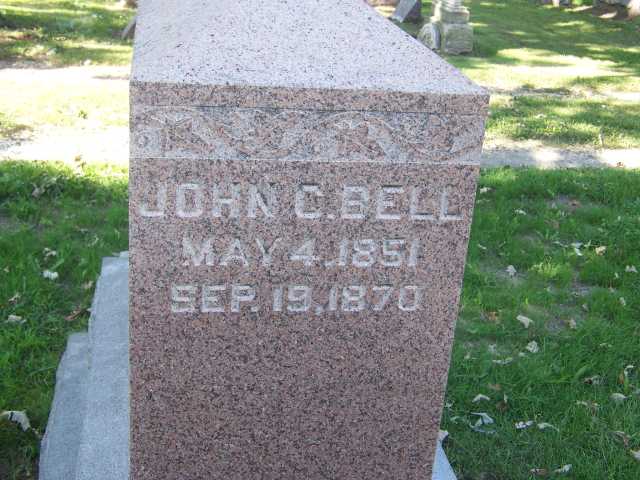 JOHN C. BELL
MAY 4, 1851
SEP. 19, 1870